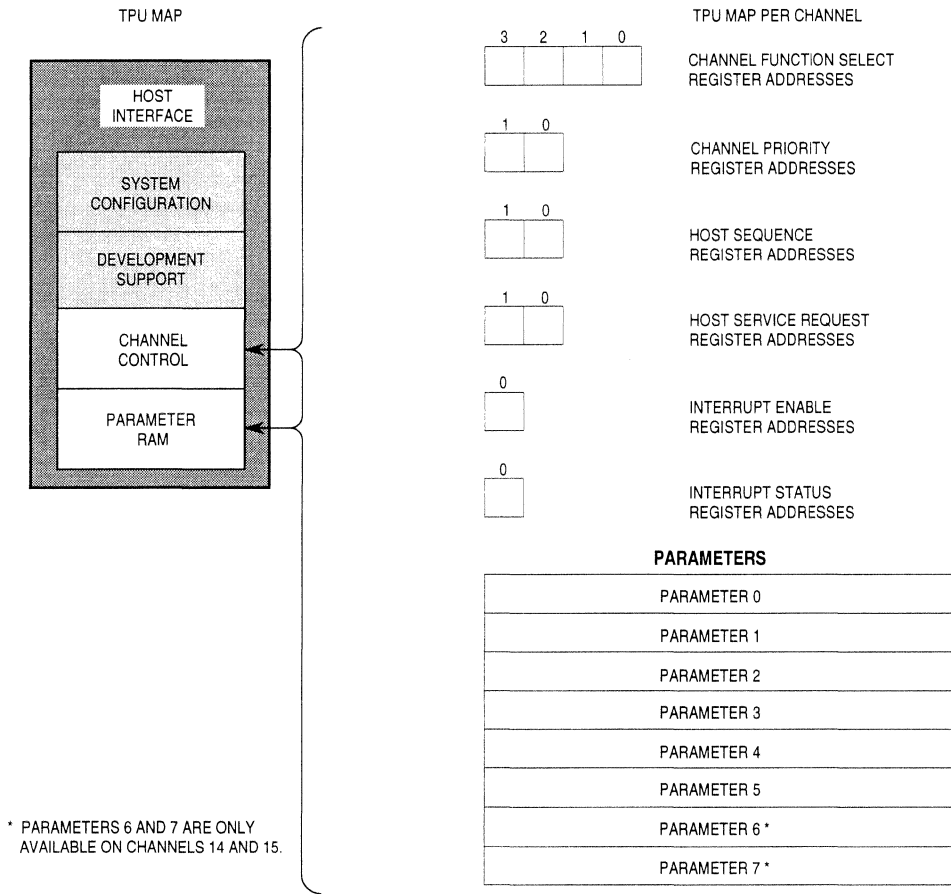 TPU MAP
HOST
INTERFACE
SYSTEM
CONFIGURATION
DEVELOPMENT
SUPPORT
CHANNEL
CONTROL
PARAMETER
RAM
* PARAMETERS 6 AND 7 ARE ONLY
AVAILABLE ON CHANNELS 14 AND 15.
TPU MAP PER CHANNEL
3 2 1 0
CHANNEL FUNCTION SELECT
REGISTER ADDRESSES
1 0
CHANNEL PRIORITY
REGISTER ADDRESSES
1 0
HOST SEQUENCE
REGISTER ADDRESSES
1 0
HOST SERVICE REQUEST
REGISTER ADDRESSES
0
INTERRUPT ENABLE
REGISTER ADDRESSES
0
INTERRUPT STATUS
REGISTER ADDRESSES
PARAMETERS
PARAMETER 0
PARAMETER 1
PARAMETER 2
PARAMETER 3
PARAMETER 4
PARAMETER 5
PARAMETER 6 *
PARAMETER 7 *